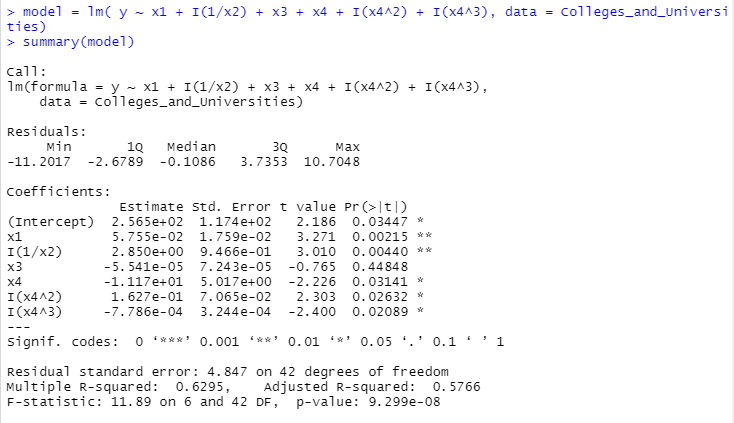 > model = lm( y ~ x1 + I(1/x2) + x3 + x4 + I(x4^2) + I(x4^3), data = Colleges_and_Universi
ties)
> summary(model)
Call:
lm(formula = y ~ x1 + I(1/x2) + x3 + x4 + I(x4^2) + I(x4^3),
    data = Colleges_and_Universities)
Residuals:
     Min       1Q   Median       3Q      Max
-11.2017  -2.6789  -0.1086   3.7353  10.7048
Coefficients:
              Estimate Std. Error t value Pr(>|t|)
(Intercept)  2.565e+02  1.174e+02   2.186  0.03447 *
x1           5.755e-02  1.759e-02   3.271  0.00215 **
I(1/x2)      2.850e+00  9.466e-01   3.010  0.00440 **
x3          -5.541e-05  7.243e-05  -0.765  0.44848
x4          -1.117e+01  5.017e+00  -2.226  0.03141 *
I(x4^2)      1.627e-01  7.065e-02   2.303  0.02632 *
I(x4^3)     -7.786e-04  3.244e-04  -2.400  0.02089 *
---
Signif. codes:  0 ‘***’ 0.001 ‘**’ 0.01 ‘*’ 0.05 ‘.’ 0.1 ‘ ’ 1
Residual standard error: 4.847 on 42 degrees of freedom
Multiple R-squared:  0.6295,    Adjusted R-squared:  0.5766
F-statistic: 11.89 on 6 and 42 DF,  p-value: 9.299e-08